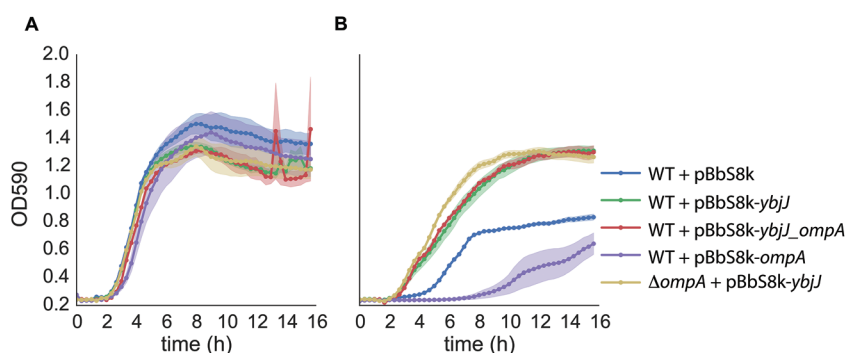 A
B
2.0
1.8
1.6
1.4
1.2
1.0
0.8
0.6
0.4
0.2
OD590
0 2 4 6 8 10 12 14 16
time (h)
0 2 4 6 8 10 12 14 16
time (h)
WT + pBbS8k
WT + pBbS8k-ybjJ
WT + pBbS8k-ybjJ_ompA
WT + pBbS8k-ompA
ΔompA + pBbS8k-ybjJ